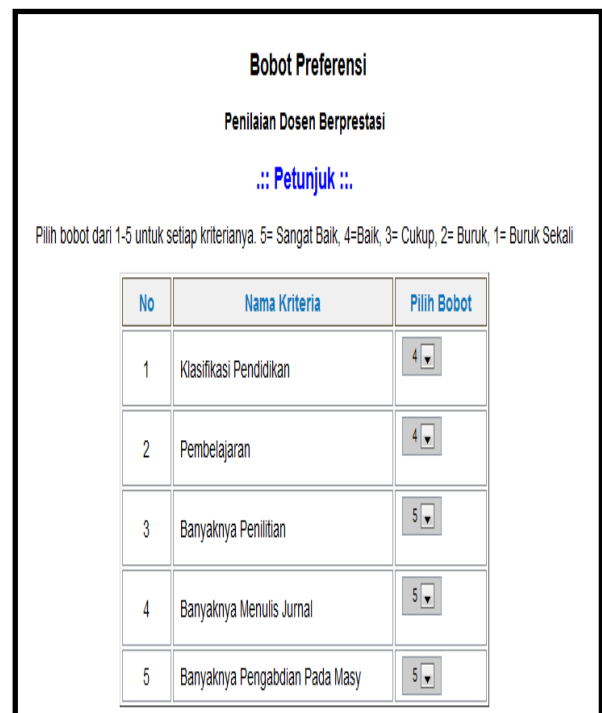 Bobot Preferensi
Penilaian Dosen Berprestasi
.:: Petunjuk ::.
Pilih bobot dari 1-5 untuk setiap kriterianya. 5= Sangat Baik, 4=Baik, 3= Cukup, 2= Buruk, 1= Buruk Sekali
No Nama Kriteria Pilih Bobot
1 Klasifikasi Pendidikan 4
2 Pembelajaran 4
3 Banyaknya Penilitian 5
4 Banyaknya Menulis Jurnal 5
5 Banyaknya Pengabdian Pada Masy 5